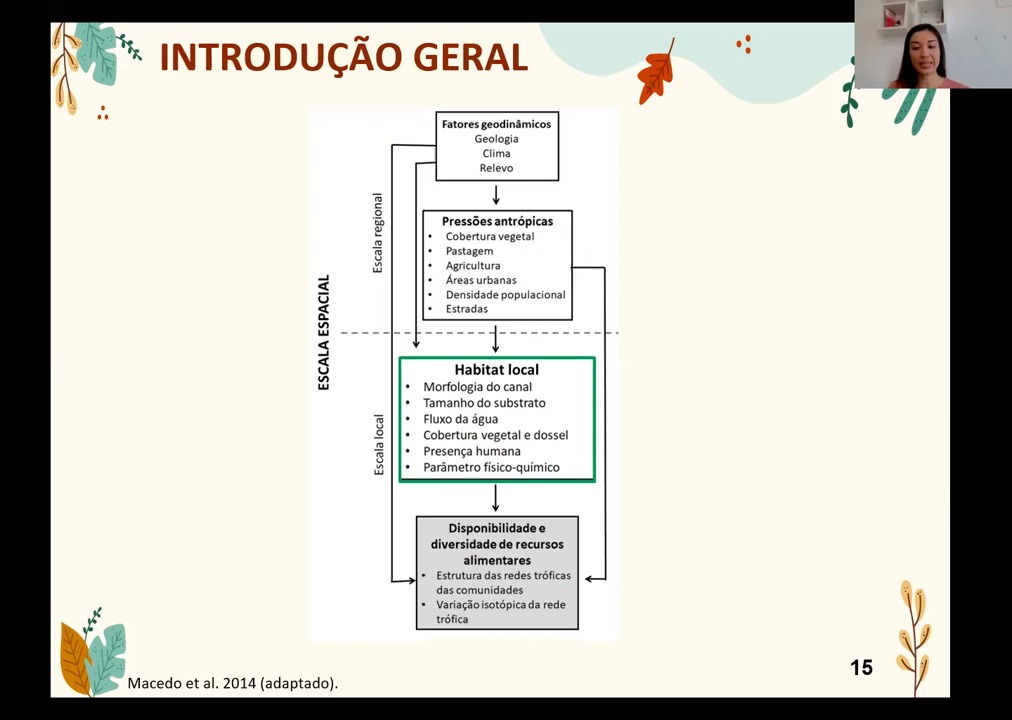 INTRODUÇÃO GERAL
Fatores geodinâmicos
Geologia
Clima
Relevo
Escala regional
Pressões antrópicas
• Cobertura vegetal
• Pastagem
• Agricultura
• Áreas urbanas
• Densidade populacional
• Estradas
ESCALA ESPACIAL
Habitat local
• Morfologia do canal
• Tamanho do substrato
• Fluxo da água
• Cobertura vegetal e dossel
• Presença humana
• Parâmetro físico-químico
Escala local
Disponibilidade e
diversidade de recursos
alimentares
• Estrutura das redes tróficas
das comunidades
• Variação isotópica da rede
trófica
15
Macedo et al. 2014 (adaptado).